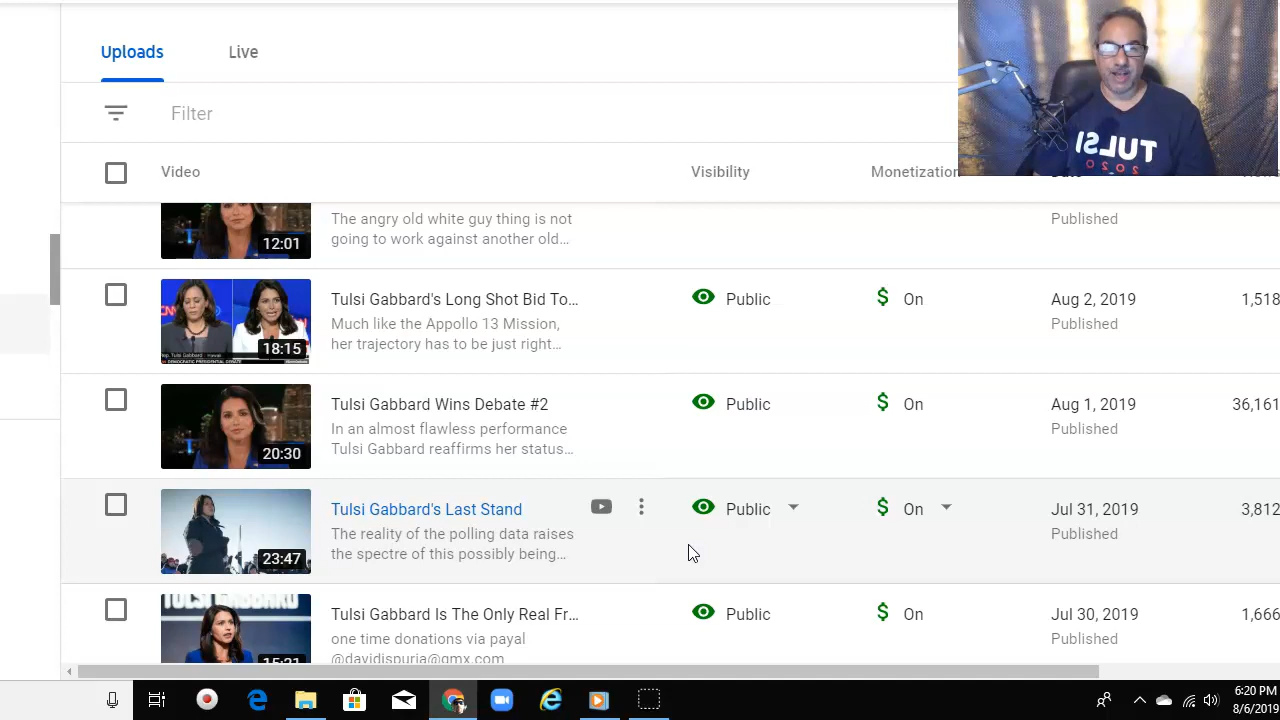 Uploads
Live
Filter
Video
Visibility
Monetization
12:01
The angry old white guy thing is not
going to work against another old...
Published
TULSI
2020
18:15
Tulsi Gabbard's Long Shot Bid To...
Much like the Appollo 13 Mission,
her trajectory has to be just right...
Public
On
Aug 2, 2019
Published
1,518
20:30
Tulsi Gabbard Wins Debate #2
In an almost flawless performance
Tulsi Gabbard reaffirms her status...
Public
On
Aug 1, 2019
Published
36,161
23:47
Tulsi Gabbard's Last Stand
The reality of the polling data raises
the spectre of this possibly being...
Public
On
Jul 31, 2019
Published
3,812
Tulsi Gabbard Is The Only Real Fr...
one time donations via payal
@davidispuria@gmx.com
Public
On
Jul 30, 2019
Published
1,666
6:20 PM
8/6/2019